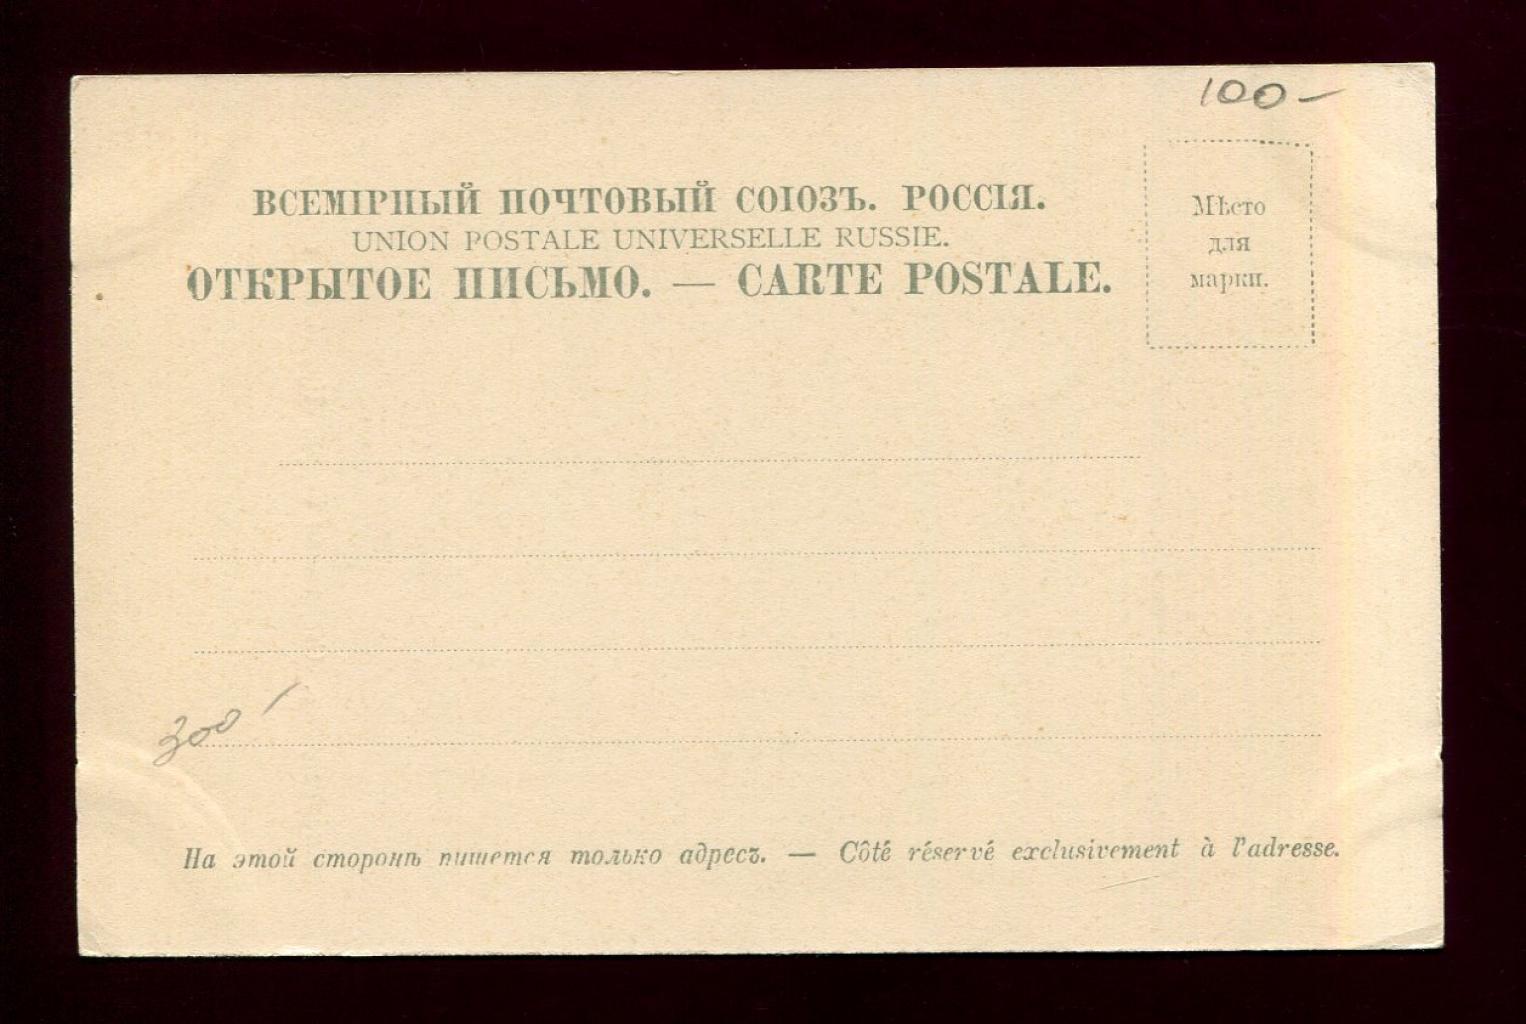 100-
ВСЕМІРНЫЙ ПОЧТОВЫЙ СОЮЗЪ. РОССІЯ.
UNION POSTALE UNIVERSELLE RUSSIE.
ОТКРЫТОЕ ПИСЬМО. — CARTE POSTALE.
Мѣсто
для
марки.
300
На этой сторонѣ пишется только адресъ. — Côté réservé exclusivement à l'adresse.